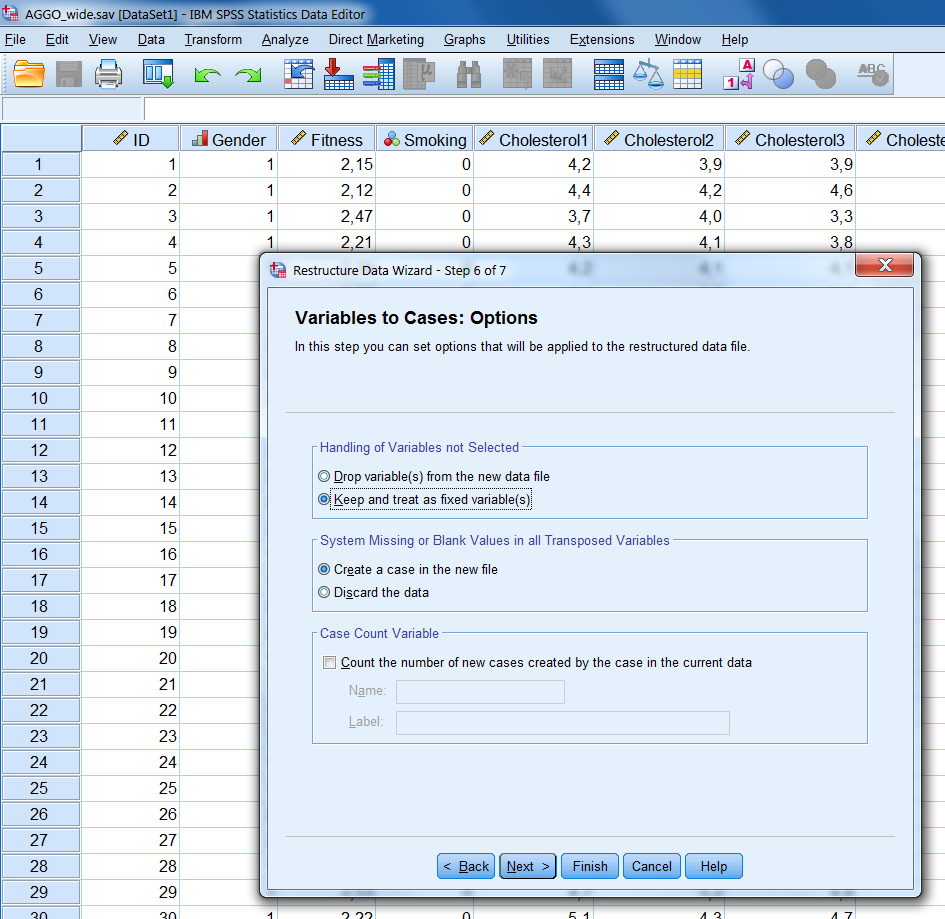 AGGO_wide.sav [DataSet1] - IBM SPSS Statistics Data Editor
File Edit View Data Transform Analyze Direct Marketing Graphs Utilities Extensions Window Help
A
1
ABC
ID Gender Fitness Smoking Cholesterol1 Cholesterol2 Cholesterol3 Choleste
1 1 1 2,15 0 4,2 3,9 3,9
2 2 1 2,12 0 4,4 4,2 4,6
3 3 1 2,47 0 3,7 4,0 3,3
4 4 1 2,21 0 4,3 4,1 3,8
5 5
6 6
7 7
8 8
9 9
10 10
11 11
12 12
13 13
14 14
15 15
16 16
17 17
18 18
19 19
20 20
21 21
22 22
23 23
24 24
25 25
26 26
27 27
28 28
29 29
30 30 1 2,22 0 5,1 4,3 4,7
Restructure Data Wizard - Step 6 of 7
X
Variables to Cases: Options
In this step you can set options that will be applied to the restructured data file.
Handling of Variables not Selected
Drop variable(s) from the new data file
Keep and treat as fixed variable(s)
System Missing or Blank Values in all Transposed Variables
Create a case in the new file
Discard the data
Case Count Variable
Count the number of new cases created by the case in the current data
Name:
Label:
< Back Next > Finish Cancel Help